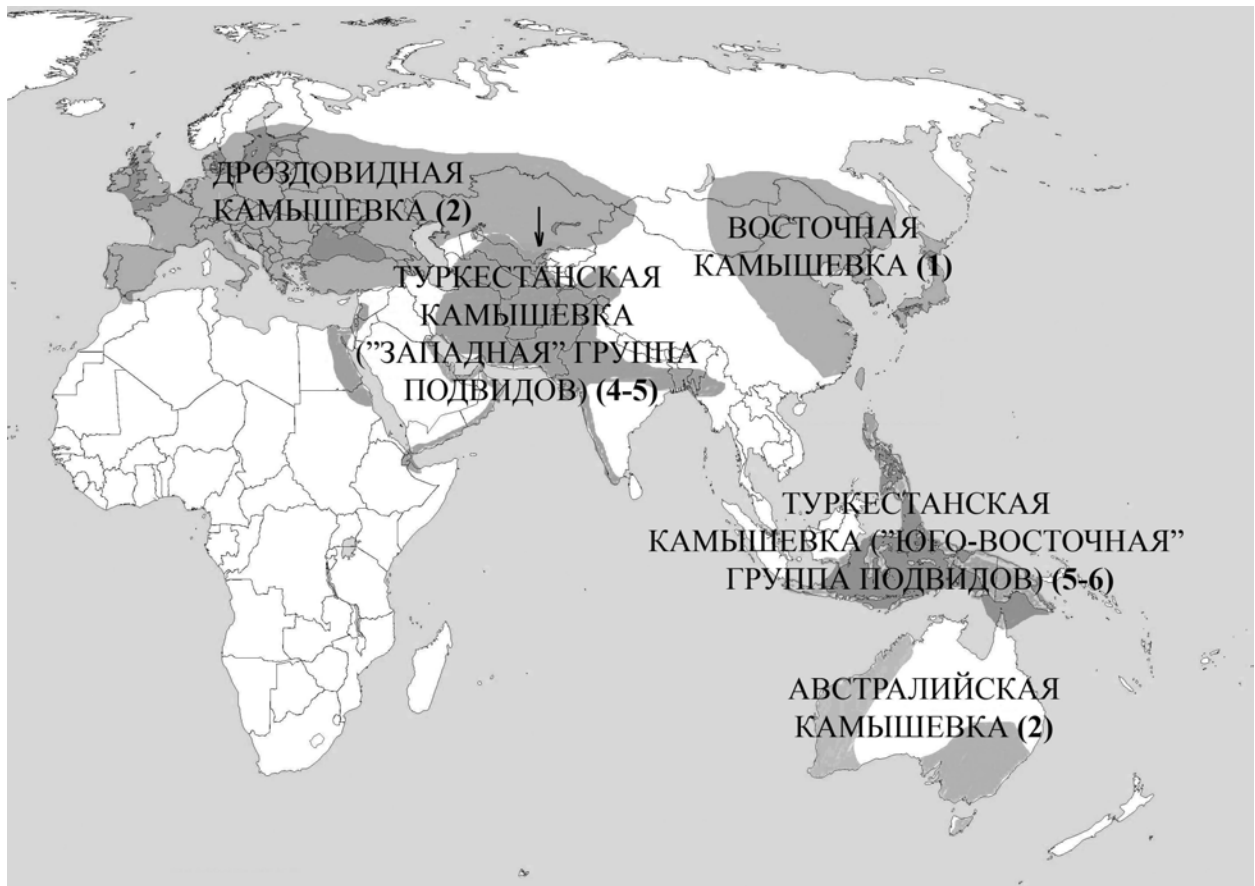 ДРОЗДОВИДНАЯ
КАМЫШЕВКА (2)
ВОСТОЧНАЯ
КАМЫШЕВКА (1)
ТУРКЕСТАНСКАЯ
КАМЫШЕВКА
(”ЗАПАДНАЯ” ГРУППА
ПОДВИДОВ) (4-5)
ТУРКЕСТАНСКАЯ
КАМЫШЕВКА (”ЮГО-ВОСТОЧНАЯ”
ГРУППА ПОДВИДОВ) (5-6)
АВСТРАЛИЙСКАЯ
КАМЫШЕВКА (2)